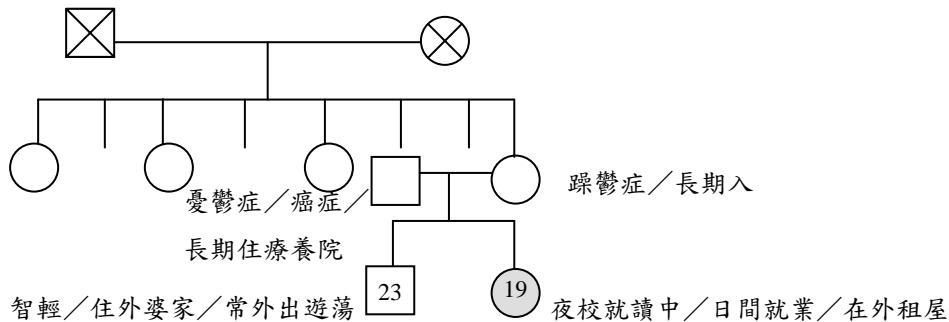 憂鬱症／癌症／
長期住療養院
躁鬱症／長期入
智輕／住外婆家／常外出遊蕩
23
19
夜校就讀中／日間就業／在外租屋